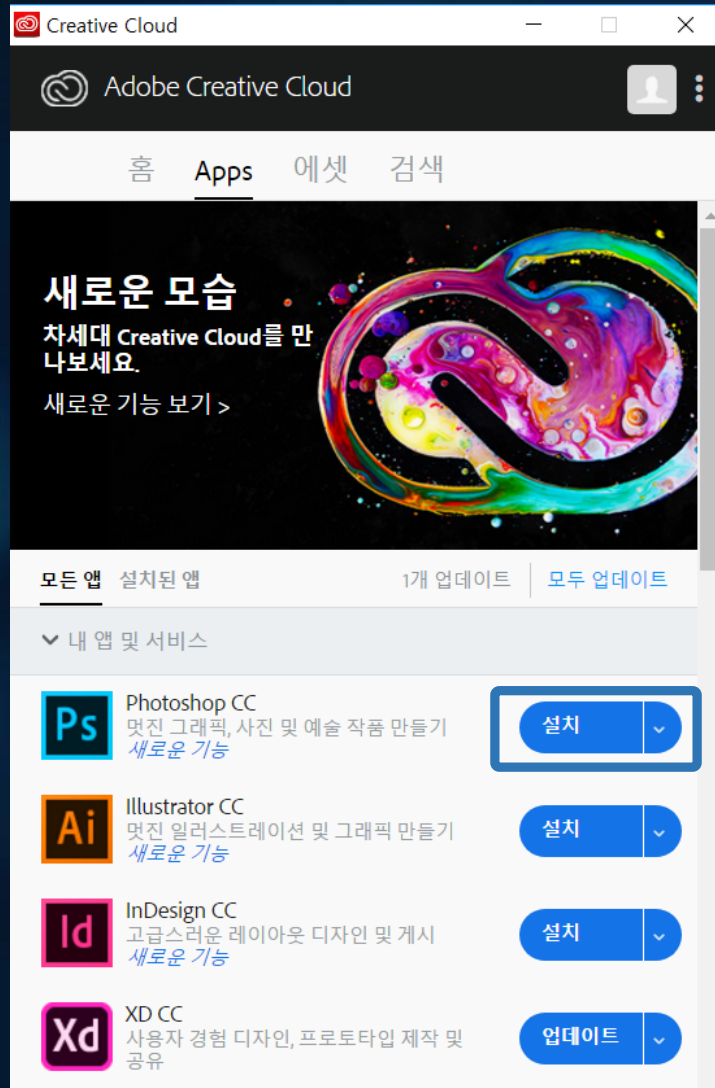 Creative Cloud
Adobe Creative Cloud
홈 Apps 에셋 검색
새로운 모습
차세대 Creative Cloud를 만
나보세요.
새로운 기능 보기 >
모든 앱 설치된 앱 1개 업데이트 모두 업데이트
내 앱 및 서비스
Ps
Photoshop CC
멋진 그래픽, 사진 및 예술 작품 만들기
새로운 기능
설치
Ai
Illustrator CC
멋진 일러스트레이션 및 그래픽 만들기
새로운 기능
설치
Id
InDesign CC
고급스러운 레이아웃 디자인 및 게시
새로운 기능
설치
Xd
XD CC
사용자 경험 디자인, 프로토타입 제작 및
공유
업데이트